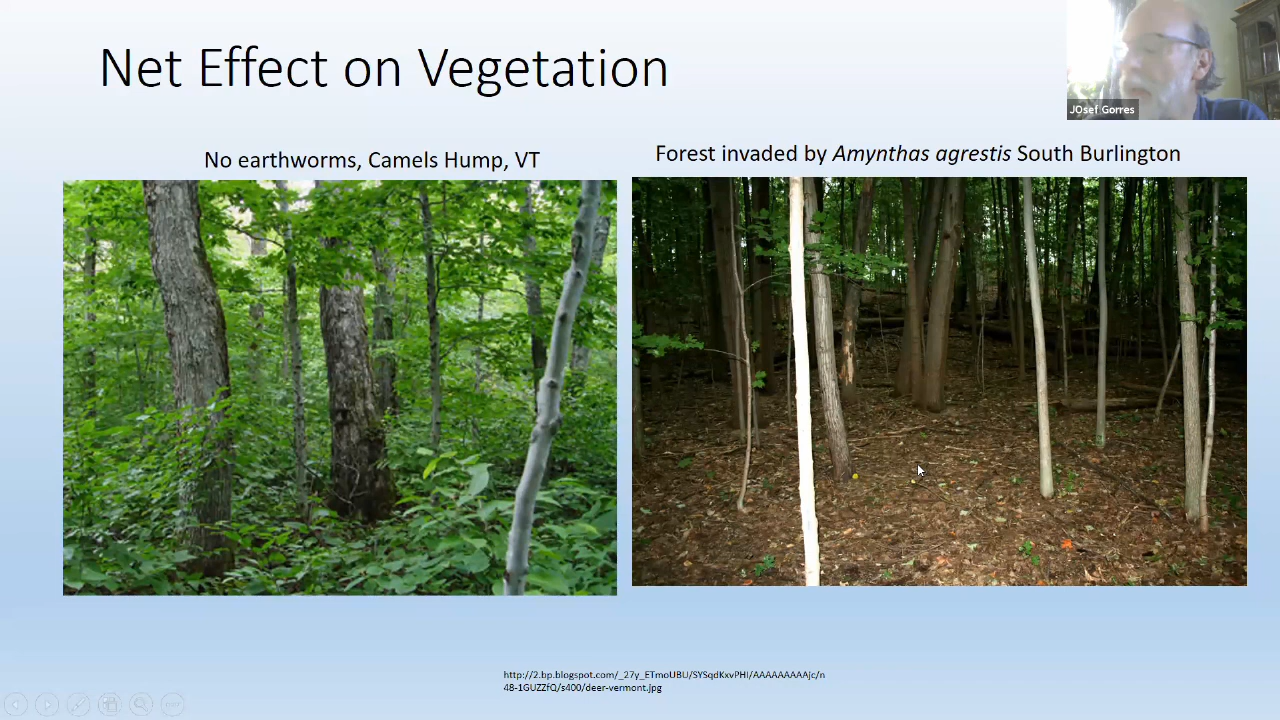 Net Effect on Vegetation
JOsef Gorres
No earthworms, Camels Hump, VT
Forest invaded by Amynthas agrestis South Burlington
http://2.bp.blogspot.com/_27y_ETmoUBU/SYSqdKxvPHI/AAAAAAAAAjc/n
48-1GUZZfQ/s400/deer-vermont.jpg